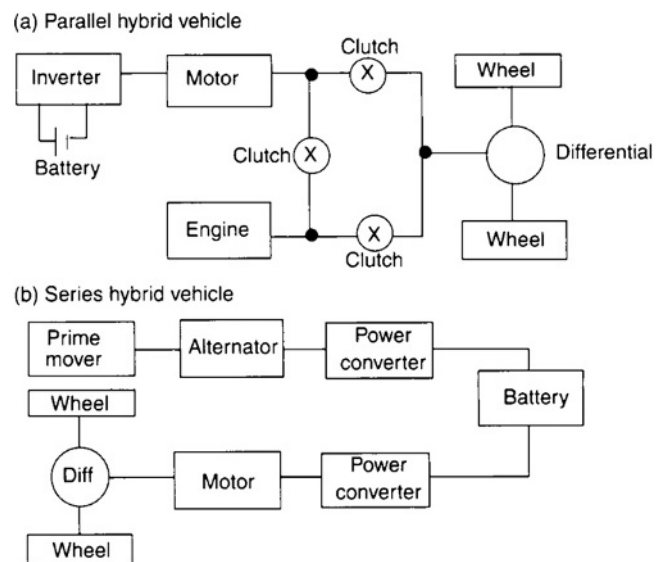 (a) Parallel hybrid vehicle
Clutch
Inverter
Motor
X
Wheel
Battery
Clutch
X
Differential
Engine
X
Wheel
Clutch
(b) Series hybrid vehicle
Prime
mover
Alternator
Power
converter
Battery
Wheel
Diff
Motor
Power
converter
Wheel